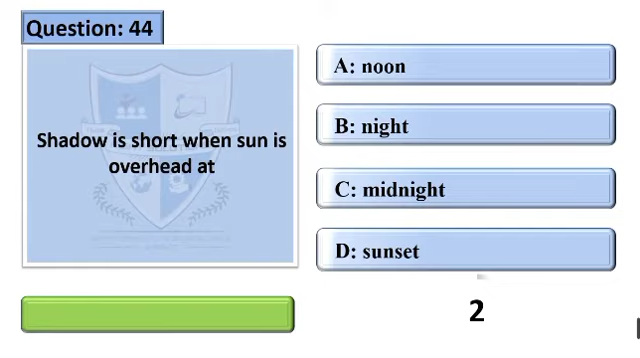 Question: 44
Shadow is short when sun is
overhead at
A: noon
B: night
C: midnight
D: sunset
2